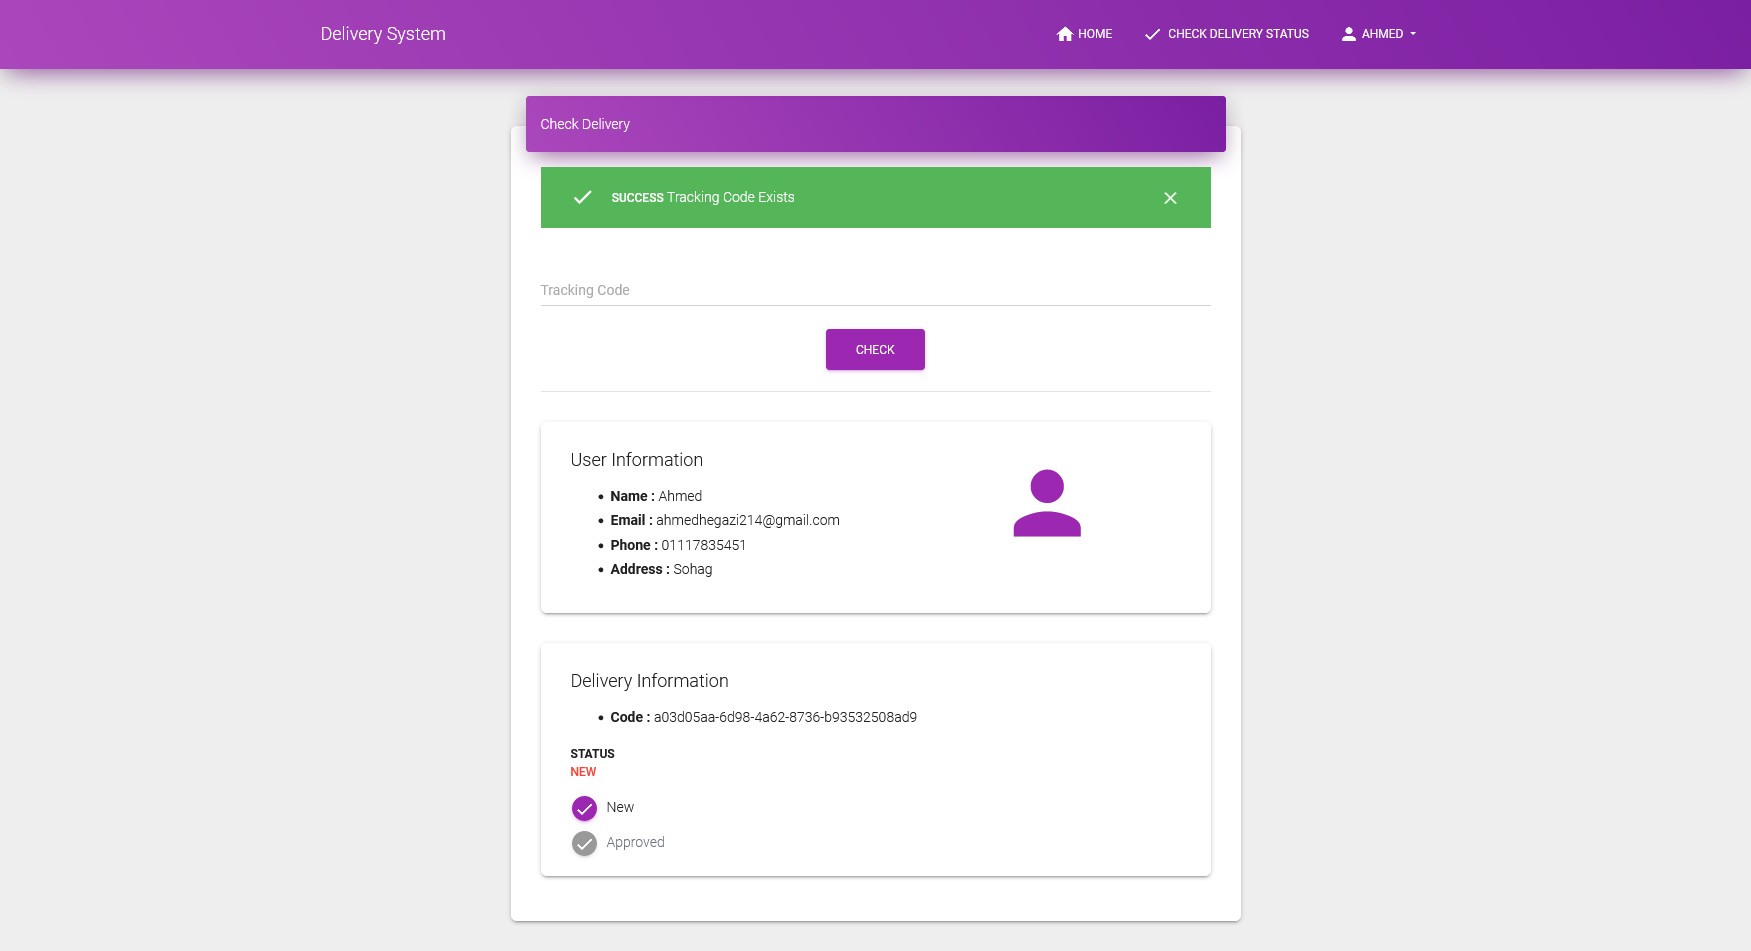 Delivery System
HOME
CHECK DELIVERY STATUS
AHMED
Check Delivery
SUCCESS Tracking Code Exists
Tracking Code
CHECK
User Information
Name : Ahmed
Email : ahmedhegazi214@gmail.com
Phone : 01117835451
Address : Sohag
Delivery Information
Code : a03d05aa-6d98-4a62-8736-b93532508ad9
STATUS
NEW
New
Approved